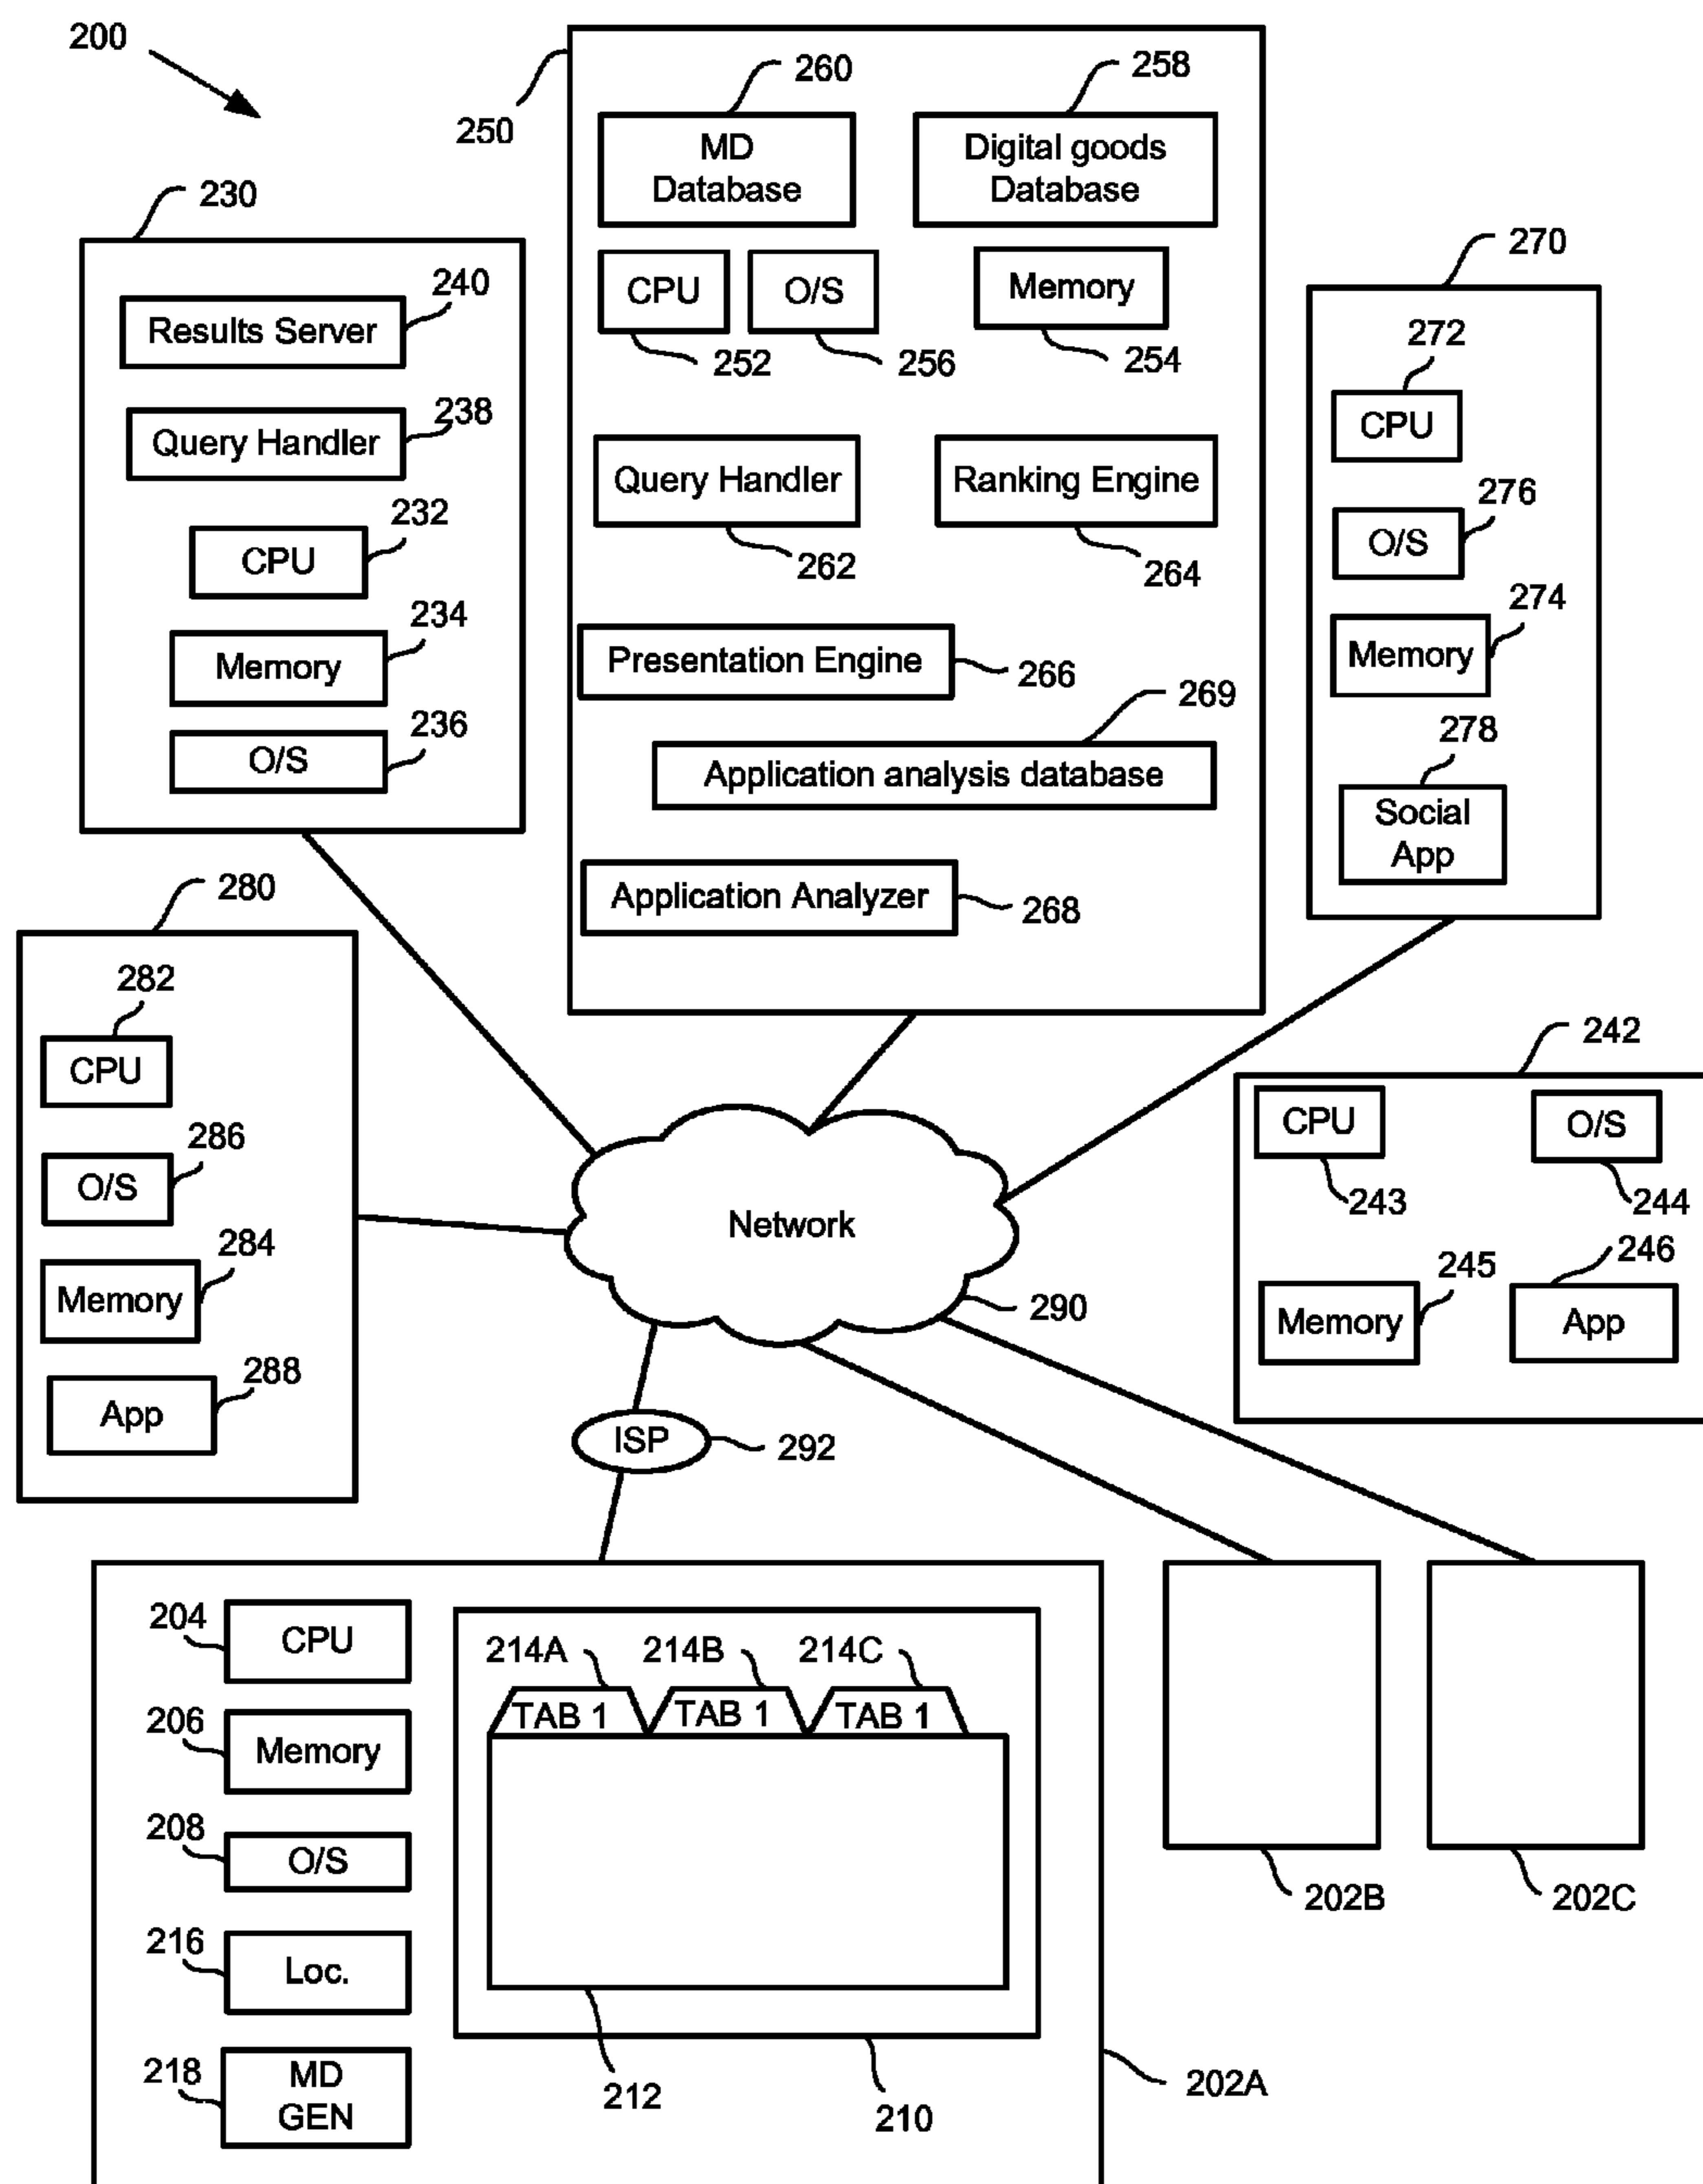 200
250
260
MD
Database
258
Digital goods
Database
CPU
252
O/S
256
Memory
254
Query Handler
262
Ranking Engine
264
Presentation Engine
266
269
Application analysis database
Application Analyzer
268
230
Results Server
240
Query Handler
238
CPU
232
Memory
234
O/S
236
270
272
CPU
276
O/S
274
Memory
278
Social
App
280
282
CPU
286
O/S
284
Memory
288
App
Network
290
242
CPU
243
O/S
244
Memory
245
246
App
ISP
292
204
CPU
206
Memory
208
O/S
216
Loc.
218
MD
GEN
214A
214B
214C
TAB 1
TAB 1
TAB 1
212
210
202A
202B
202C